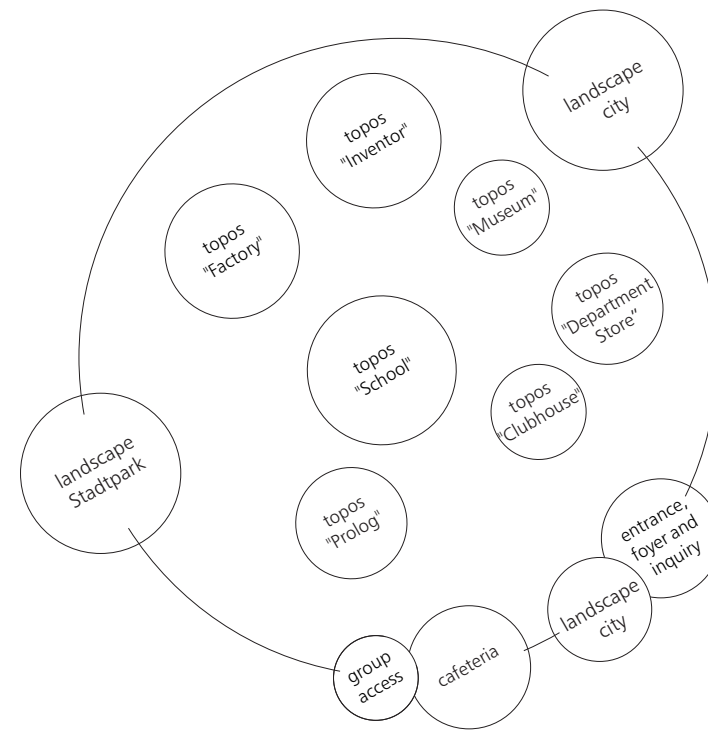 landscape
city
topos
"Inventor"
topos
"Museum"
topos
"Factory"
topos
"Department
Store”
topos
"School"
topos
"Clubhouse"
landscape
Stadtpark
topos
"Prolog"
entrance,
foyer and
inquiry
landscape
city
cafeteria
group
access